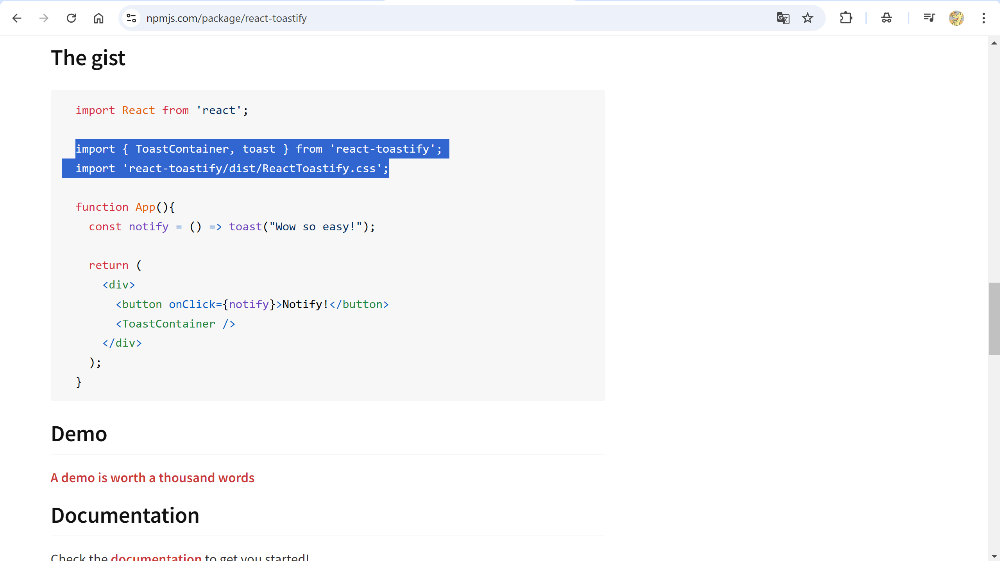 npmjs.com/package/react-toastify
The gist
import React from 'react';
import { ToastContainer, toast } from 'react-toastify';
import 'react-toastify/dist/ReactToastify.css';
function App(){
const notify = () => toast("Wow so easy!");
return (
<div>
<button onClick={notify}>Notify!</button>
<ToastContainer />
</div>
);
}
Demo
A demo is worth a thousand words
Documentation
Check the documentation to get you started!